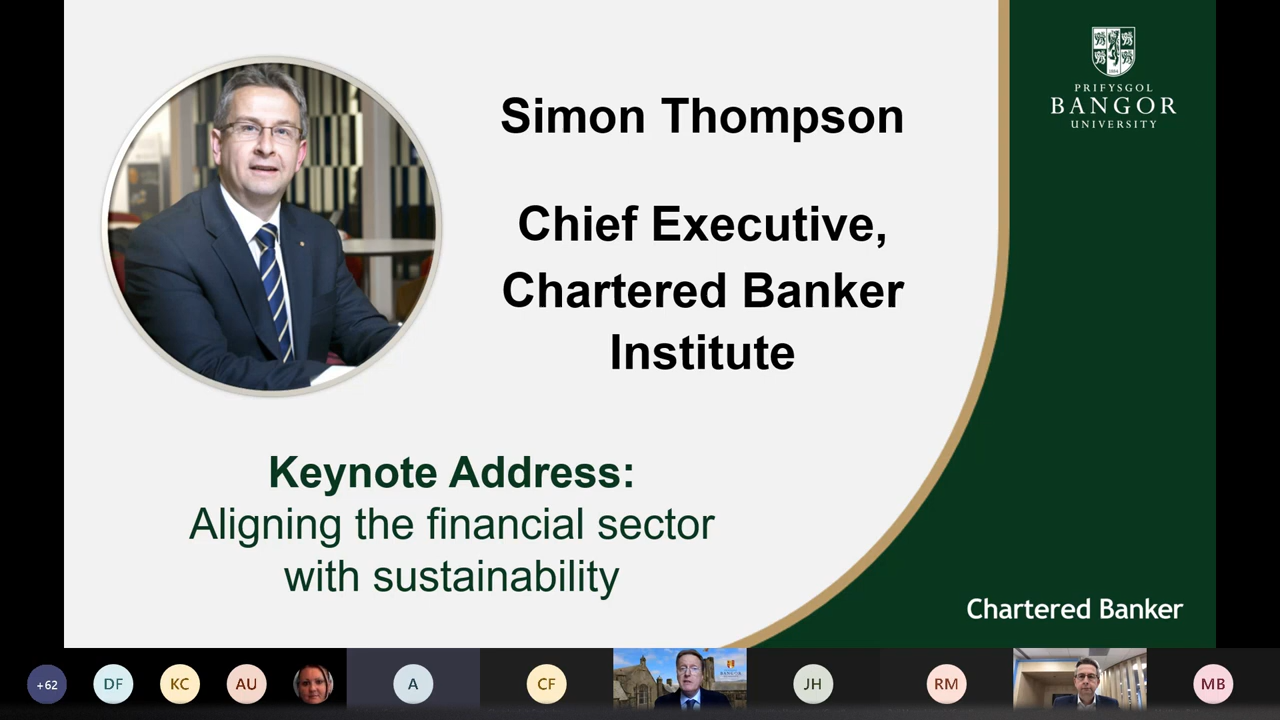 Simon Thompson
Chief Executive,
Chartered Banker
Institute
Keynote Address:
Aligning the financial sector
with sustainability
PRIFYSGOL
BANGOR
UNIVERSITY
Chartered Banker
+62
DF
KC
AU
A
CF
JH
RM
MB